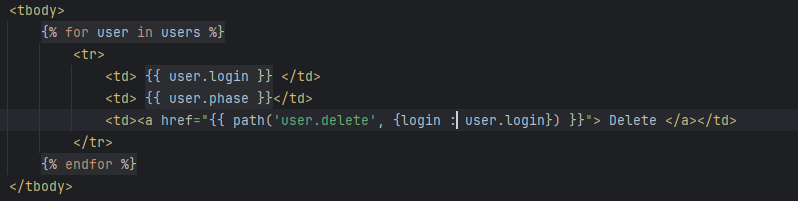 <tbody>
{% for user in users %}
<tr>
<td> {{ user.login }} </td>
<td> {{ user.phase }}</td>
<td><a href="{{ path('user.delete', {login : user.login}) }}"> Delete </a></td>
</tr>
{% endfor %}
</tbody>